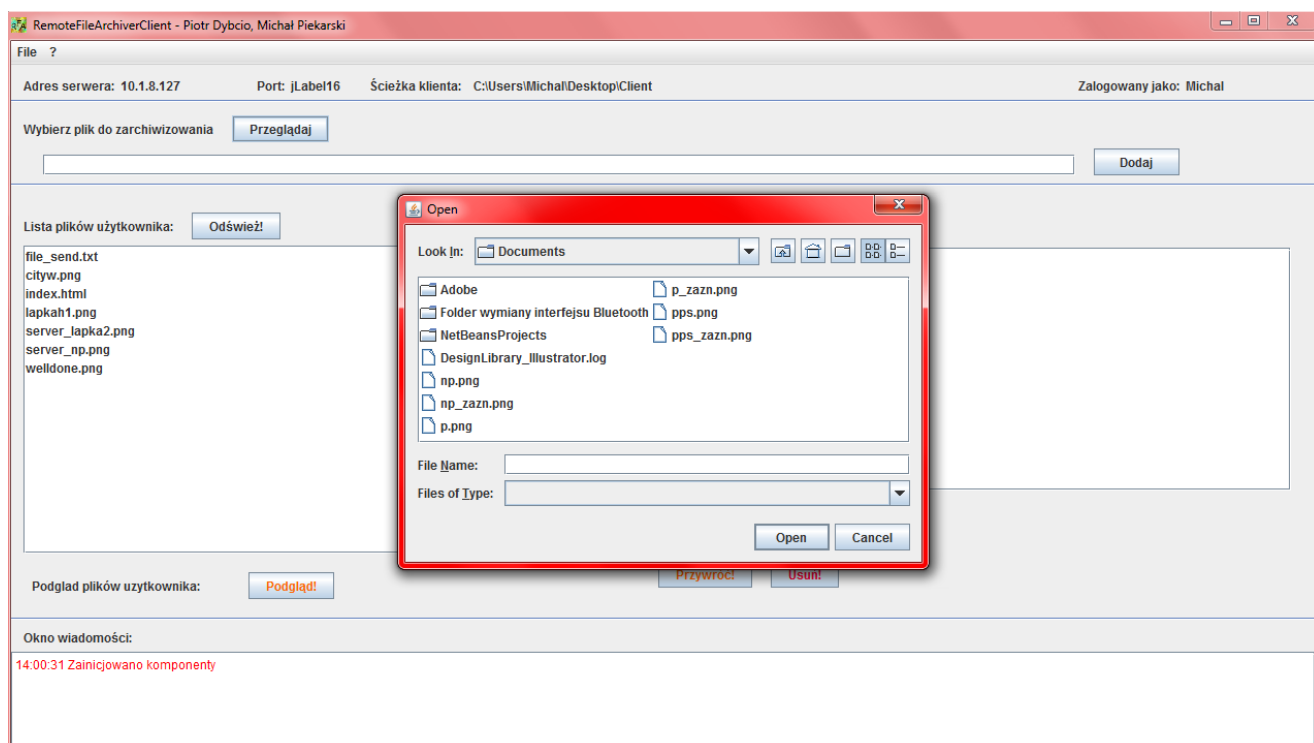 RemoteFileArchiverClient - Piotr Dybcio, Michał Piekarski
File ?
Adres serwera: 10.1.8.127 Port: jLabel16 Ścieżka klienta: C:\Users\Michal\Desktop\Client Zalogowany jako: Michal
Wybierz plik do zarchiwizowania Przeglądaj
Dodaj
Lista plików użytkownika: Odśwież!
file_send.txt
cityw.png
index.html
lapkah1.png
server_lapka2.png
server_np.png
welldone.png
Open
Look In: Documents
Adobe
Folder wymiany interfejsu Bluetooth
NetBeansProjects
DesignLibrary_Illustrator.log
np.png
np_zazn.png
p.png
p_zazn.png
pps.png
pps_zazn.png
File Name:
Files of Type:
Open Cancel
Podglad plików uzytkownika: Podgląd! Przywróć! Usuń!
Okno wiadomości:
14:00:31 Zainicjowano komponenty